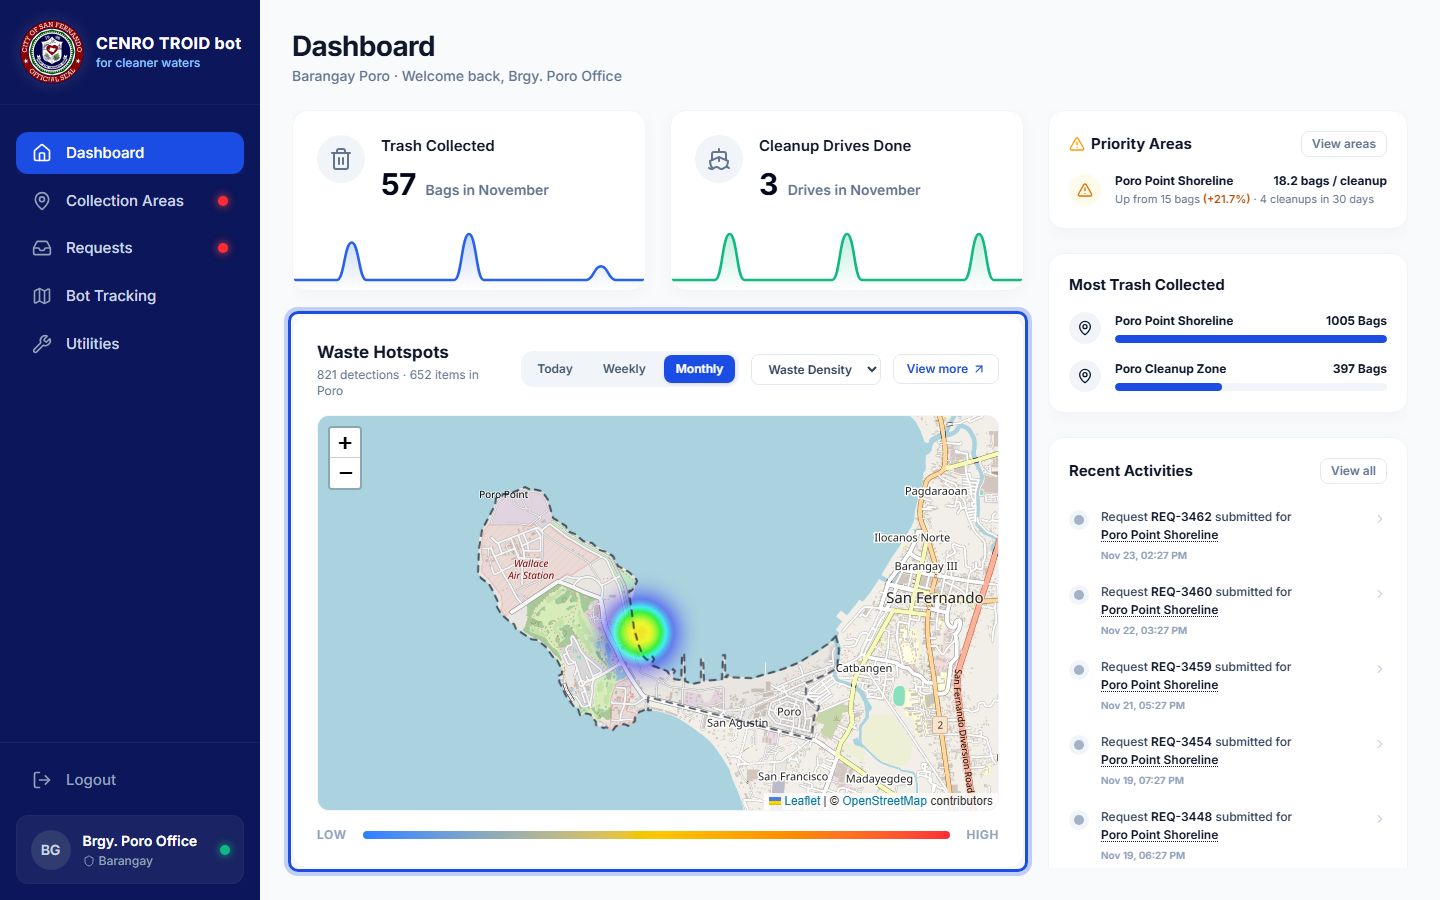 CITY OF SAN FERNANDO
OFFICIAL SEAL
CENRO TROID bot
for cleaner waters
Dashboard
Collection Areas
Requests
Bot Tracking
Utilities
Logout
BG
Brgy. Poro Office
Barangay
Dashboard
Barangay Poro · Welcome back, Brgy. Poro Office
Trash Collected
57 Bags in November
Cleanup Drives Done
3 Drives in November
Waste Hotspots
821 detections · 652 items in
Poro
Today Weekly Monthly
Waste Density
View more
+
−
Poro Point
Wallace
Air Station
Pagdaraoan
Ilocanos Norte
Barangay III
San Fernando
Catbangen
San Fernando Diversion Road
Poro
San Agustin
2
San Francisco
Madayegdeg
Leaflet | © OpenStreetMap contributors
LOW
HIGH
Priority Areas
View areas
Poro Point Shoreline 18.2 bags / cleanup
Up from 15 bags (+21.7%) · 4 cleanups in 30 days
Most Trash Collected
Poro Point Shoreline 1005 Bags
Poro Cleanup Zone 397 Bags
Recent Activities
View all
Request REQ-3462 submitted for
Poro Point Shoreline
Nov 23, 02:27 PM
Request REQ-3460 submitted for
Poro Point Shoreline
Nov 22, 03:27 PM
Request REQ-3459 submitted for
Poro Point Shoreline
Nov 21, 05:27 PM
Request REQ-3454 submitted for
Poro Point Shoreline
Nov 19, 07:27 PM
Request REQ-3448 submitted for
Poro Point Shoreline
Nov 19, 06:27 PM